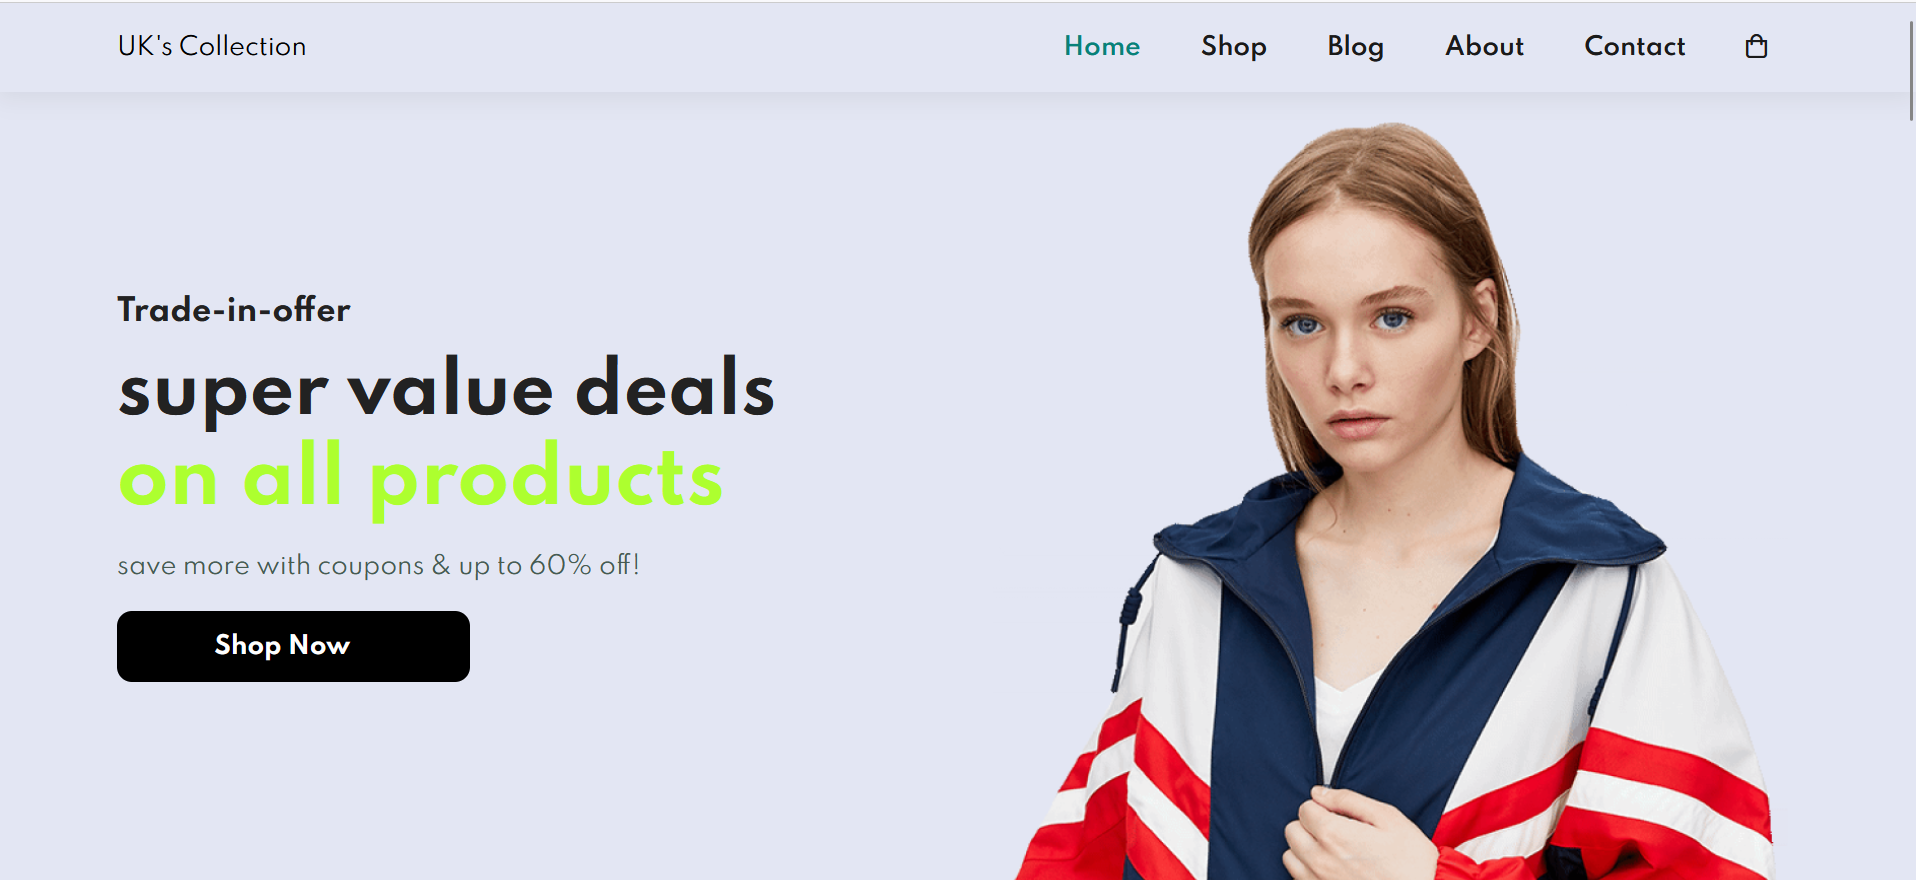 UK's Collection
Home Shop Blog About Contact
Trade-in-offer
super value deals
on all products
save more with coupons & up to 60% off!
Shop Now